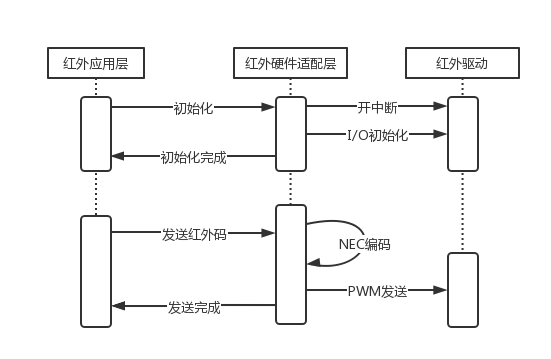 红外应用层
红外硬件适配层
红外驱动
初始化
开中断
I/O初始化
初始化完成
发送红外码
NEC编码
PWM发送
发送完成